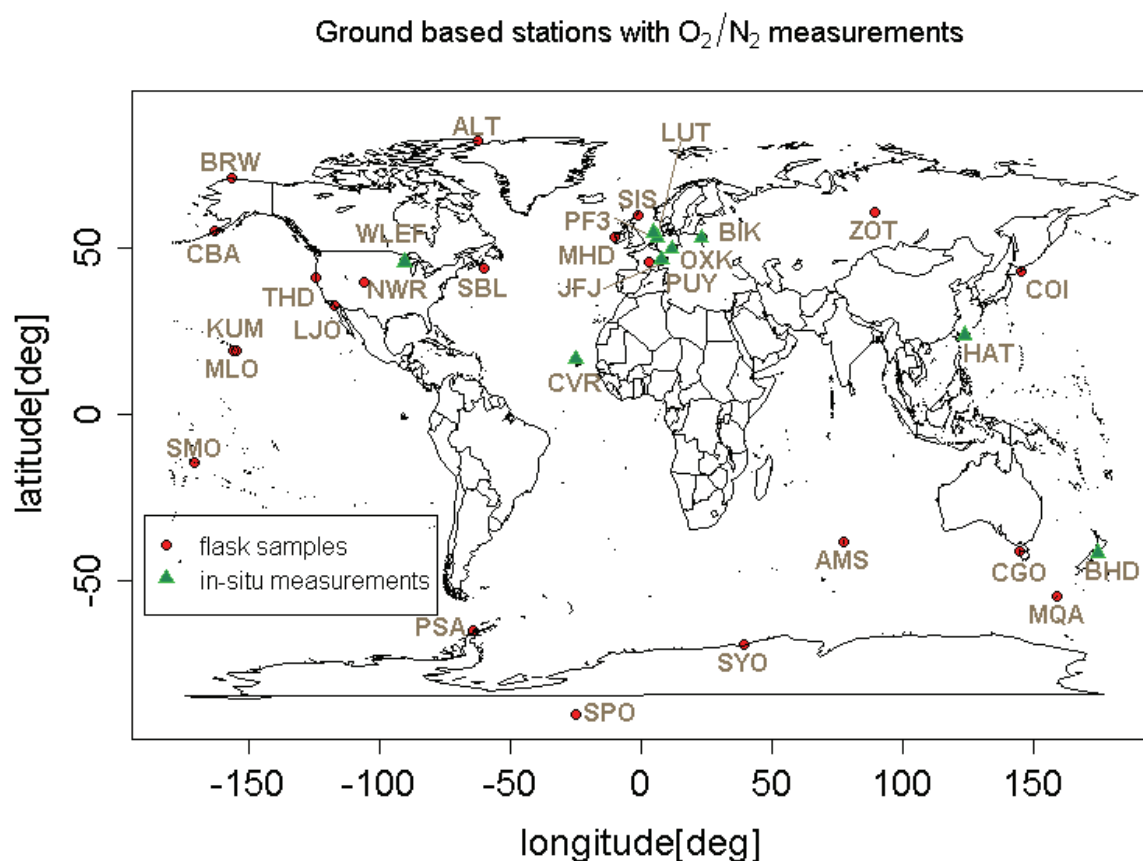 Ground based stations with O₂/N₂ measurements
ALT
LUT
BRW
SIS
PF3
BIK
ZOT
CBA
WLEF
MHD
OXK
THD
NWR
SBL
JFJ
PUY
COI
LJO
KUM
HAT
MLO
CVR
SMO
AMS
CGO
BHD
MQA
PSA
SYO
SPO
flask samples
in-situ measurements
latitude[deg]
50
0
-50
-150 -100 -50 0 50 100 150
longitude[deg]